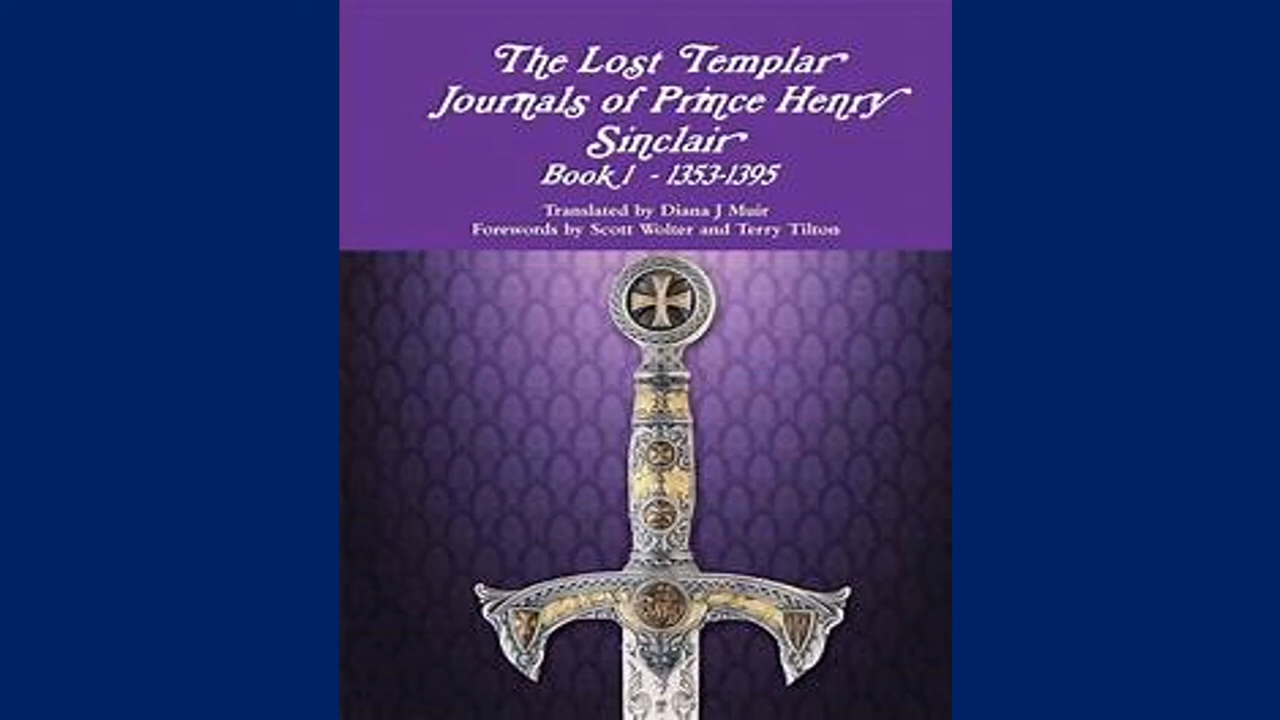 The Lost Templar
Journals of Prince Henry
Sinclair
Book 1 - 1353-1395
Translated by Diana J Muir
Forewords by Scott Wolter and Terry Tilton